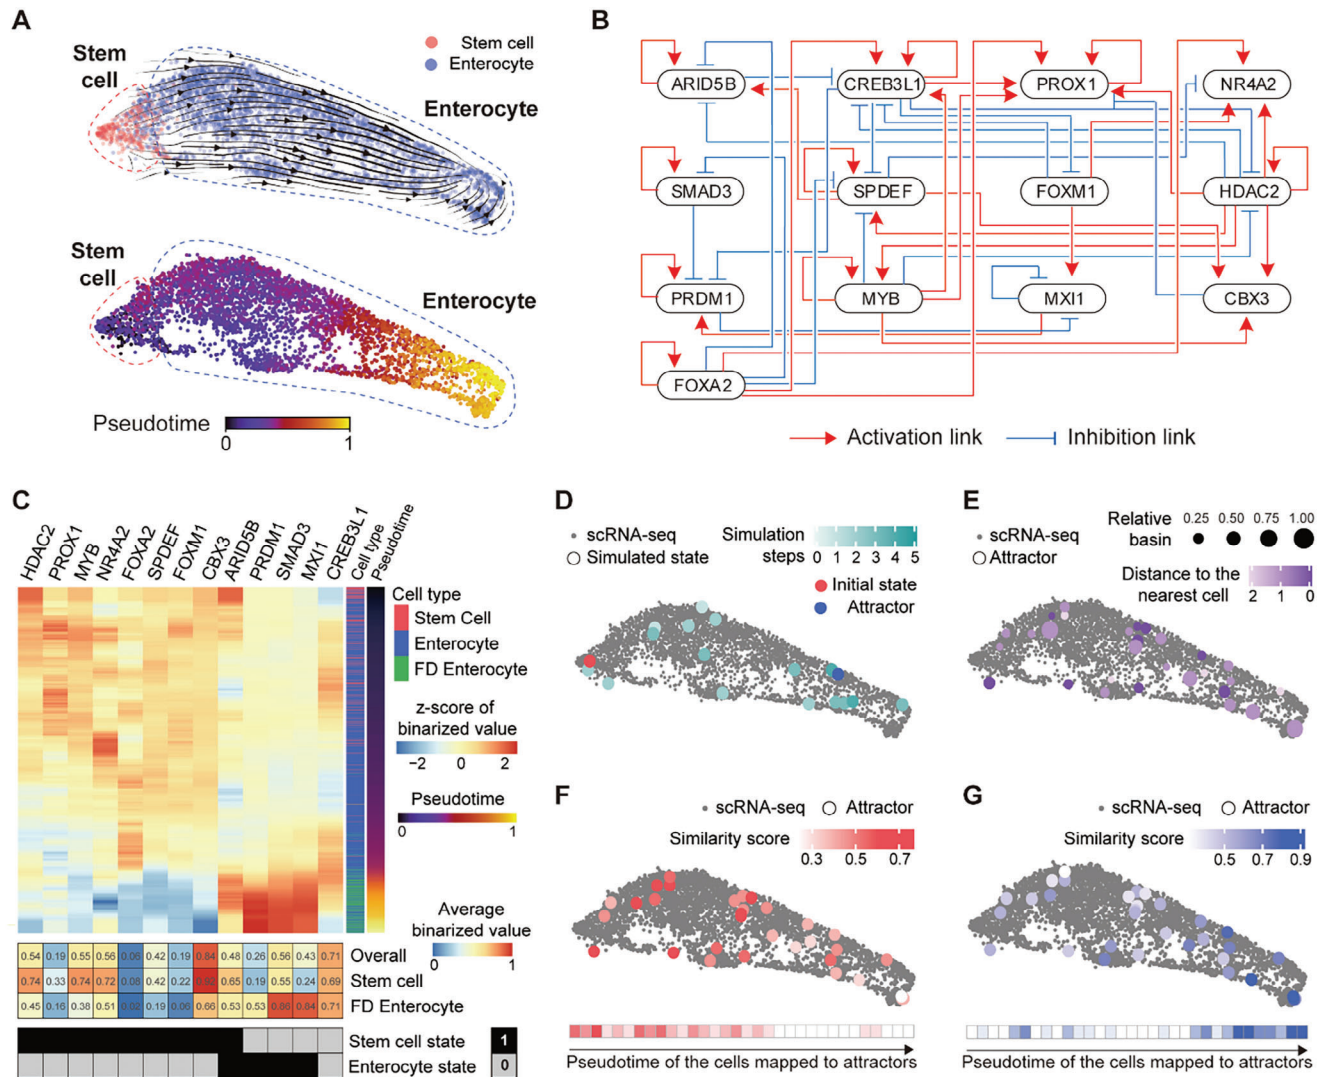 A
Stem
cell
Stem cell
Enterocyte
Enterocyte
Stem
cell
Enterocyte
Pseudotime
0 1
B
ARID5B CREB3L1 PROX1 NR4A2
SMAD3 SPDEF FOXM1 HDAC2
PRDM1 MYB MXI1 CBX3
FOXA2
Activation link Inhibition link
C
HDAC2 PROX1 MYB NR4A2 FOXA2 SPDEF FOXM1 CBX3 ARID5B PRDM1 SMAD3 MXI1 CREB3L1 Cell type Pseudotime
Cell type
Stem Cell
Enterocyte
FD Enterocyte
z-score of
binarized value
−2 0 2
Pseudotime
0 1
Average
binarized value
0 1
0.54 0.19 0.55 0.56 0.06 0.42 0.19 0.84 0.48 0.26 0.56 0.43 0.71 Overall
0.74 0.33 0.74 0.72 0.08 0.42 0.22 0.65 0.19 0.55 0.24 0.69 Stem cell
0.45 0.16 0.38 0.51 0.02 0.19 0.06 0.66 0.53 0.53 0.66 0.64 0.71 FD Enterocyte
Stem cell state 1
Enterocyte state 0
D
scRNA-seq
Simulated state
Simulation
steps
0 1 2 3 4 5
Initial state
Attractor
E
scRNA-seq
Attractor
Relative
basin
0.25 0.50 0.75 1.00
Distance to the
nearest cell
2 1 0
F
scRNA-seq Attractor
Similarity score
0.3 0.5 0.7
Pseudotime of the cells mapped to attractors
G
scRNA-seq Attractor
Similarity score
0.5 0.7 0.9
Pseudotime of the cells mapped to attractors